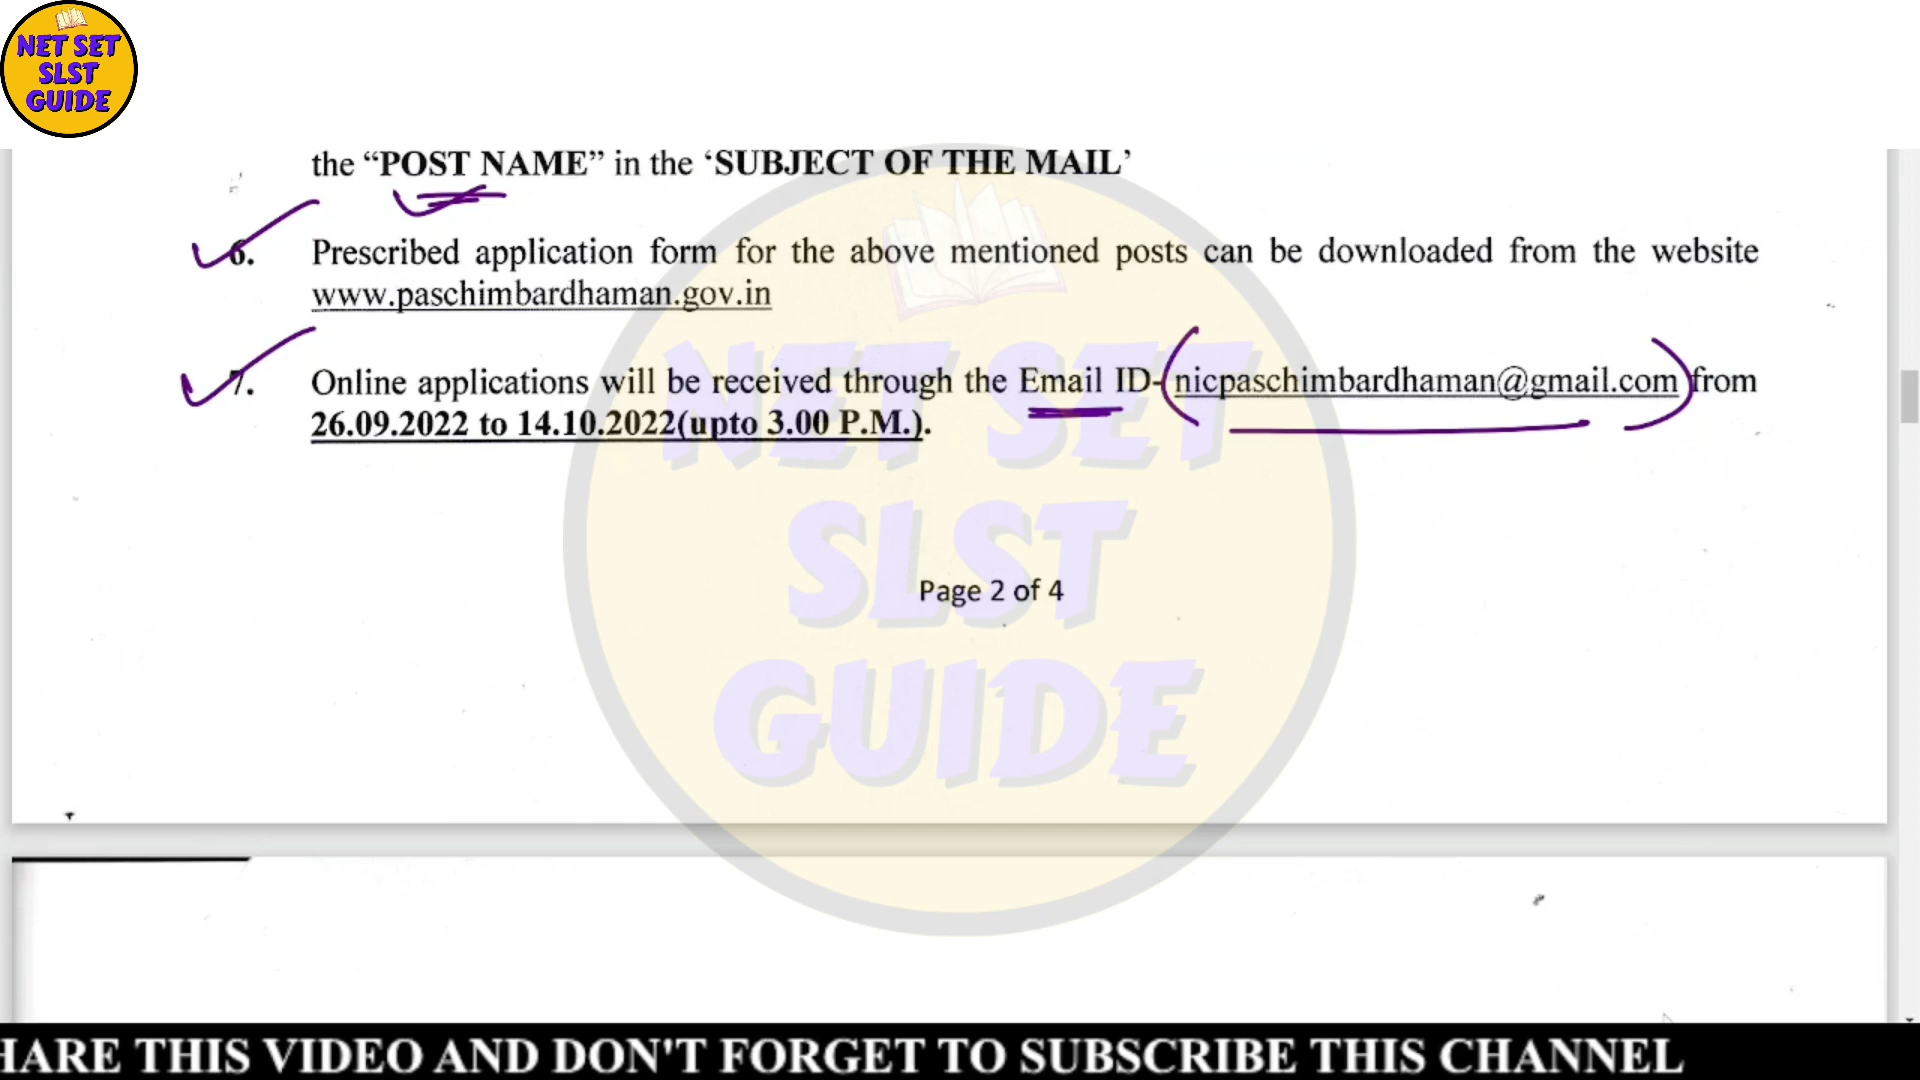 NET SET
SLST
GUIDE
the “POST NAME” in the ‘SUBJECT OF THE MAIL’
6. Prescribed application form for the above mentioned posts can be downloaded from the website
www.paschimbardhaman.gov.in
7. Online applications will be received through the Email ID- nicpaschimbardhaman@gmail.com from
26.09.2022 to 14.10.2022(upto 3.00 P.M.).
NET SET
SLST
GUIDE
Page 2 of 4
HARE THIS VIDEO AND DON'T FORGET TO SUBSCRIBE THIS CHANNEL